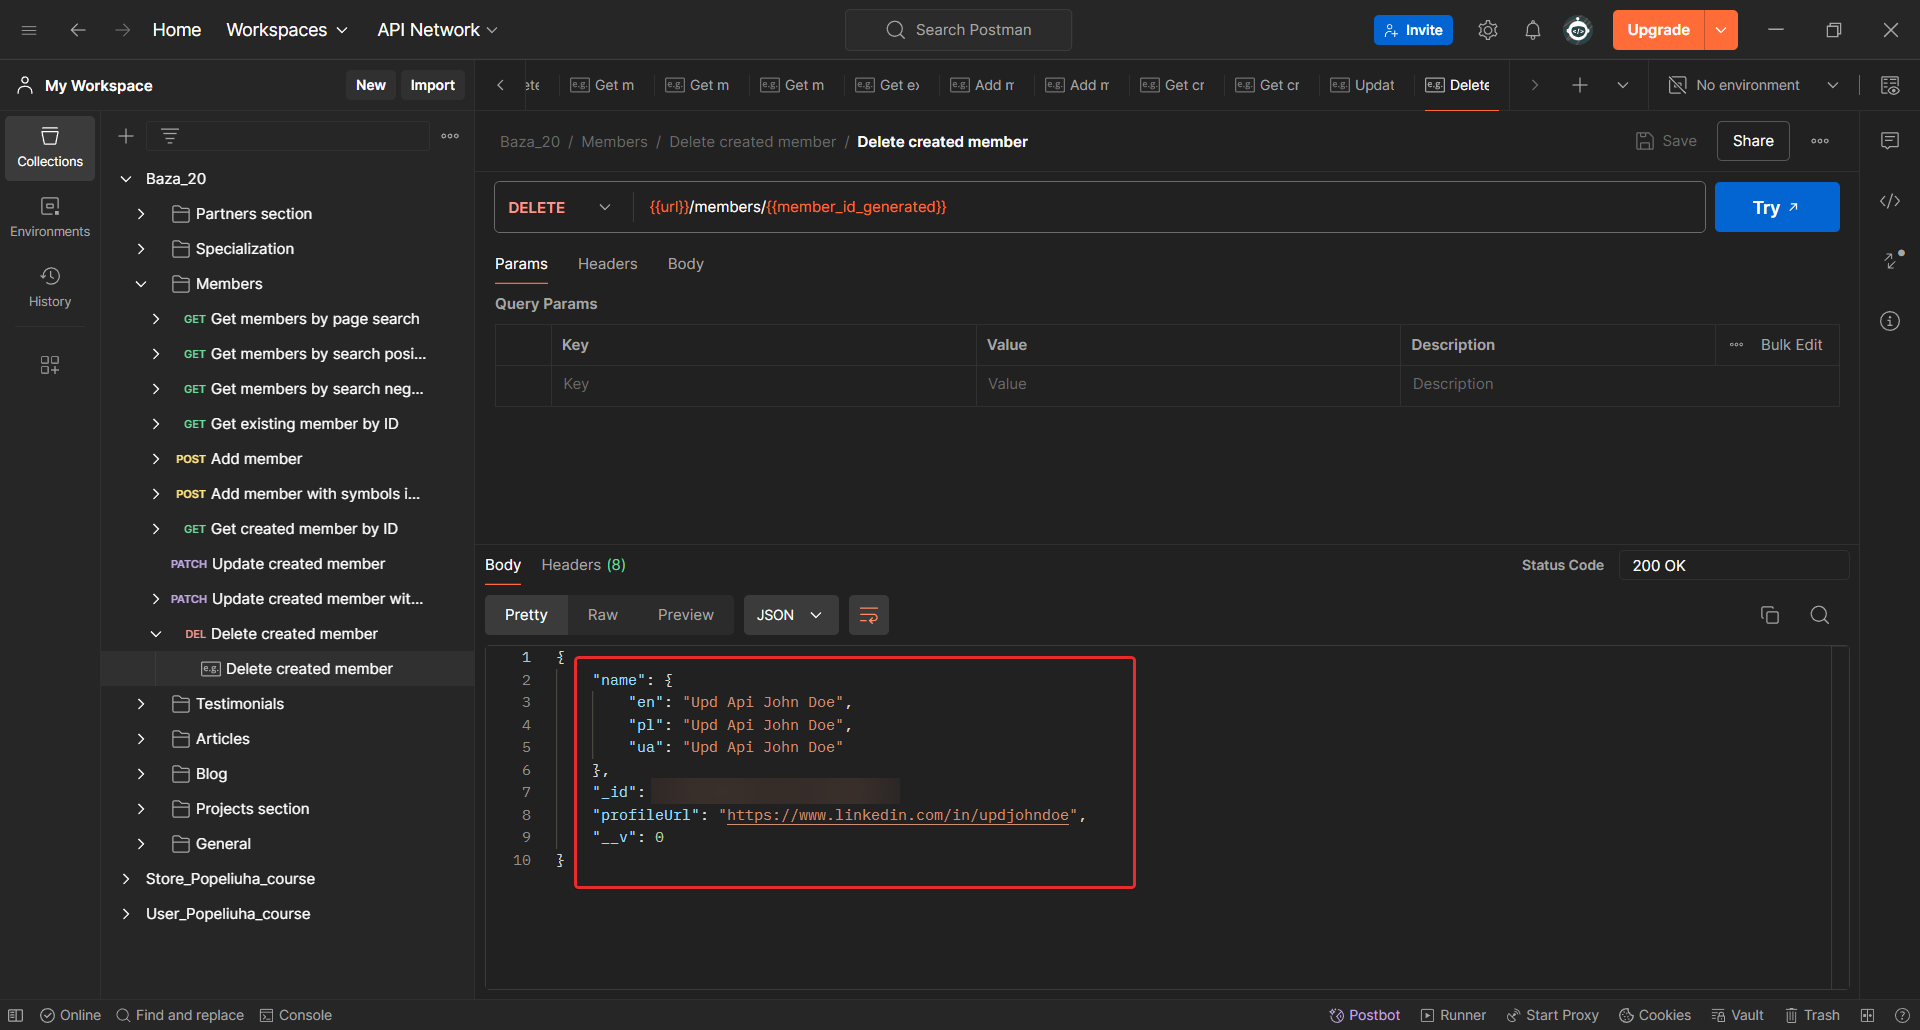 Home
Workspaces
API Network
Search Postman
Invite
Upgrade
My Workspace
New
Import
Get m
Get m
Get m
Get ex
Add m
Add m
Get cr
Get cr
Updat
Delete
No environment
Collections
Environments
History
Baza_20
Partners section
Specialization
Members
GET Get members by page search
GET Get members by search posi...
GET Get members by search neg...
GET Get existing member by ID
POST Add member
POST Add member with symbols i...
GET Get created member by ID
PATCH Update created member
PATCH Update created member wit...
DEL Delete created member
e.g. Delete created member
Testimonials
Articles
Blog
Projects section
General
Store_Popeliuha_course
User_Popeliuha_course
Baza_20 / Members / Delete created member / Delete created member
Save
Share
DELETE
{{url}}/members/{{member_id_generated}}
Try
Params
Headers
Body
Query Params
Key
Value
Description
Bulk Edit
Key
Value
Description
Body
Headers (8)
Status Code
200 OK
Pretty
Raw
Preview
JSON
1 {
2 "name": {
3 "en": "Upd Api John Doe",
4 "pl": "Upd Api John Doe",
5 "ua": "Upd Api John Doe"
6 },
7 "_id":
8 "profileUrl": "https://www.linkedin.com/in/updjohndoe",
9 "__v": 0
10 }
Online
Find and replace
Console
Postbot
Runner
Start Proxy
Cookies
Vault
Trash